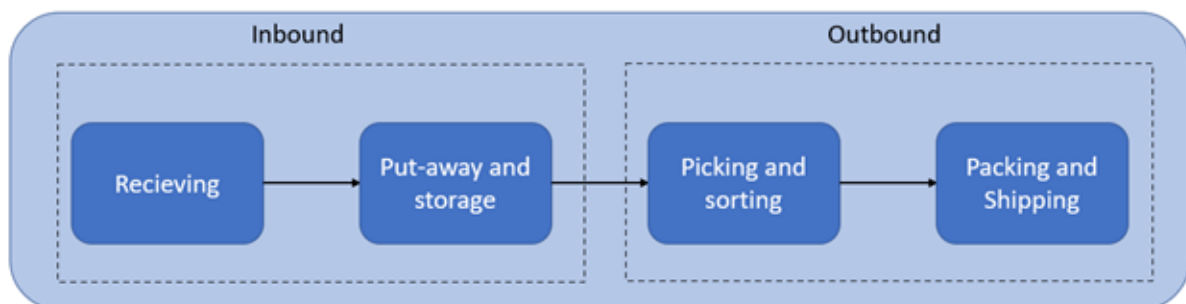 Inbound
Outbound
Recieving
Put-away and
storage
Picking and
sorting
Packing and
Shipping